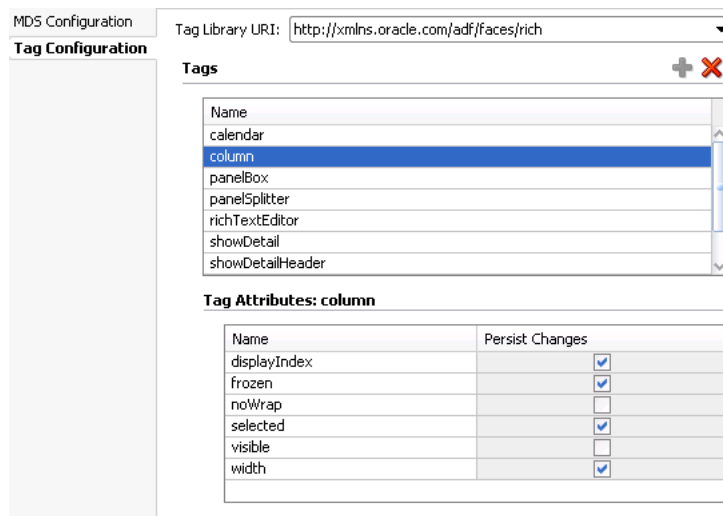 MDS Configuration
Tag Configuration
Tag Library URI: http://xmlns.oracle.com/adf/faces/rich
Tags
Name
calendar
column
panelBox
panelSplitter
richTextEditor
showDetail
showDetailHeader
Tag Attributes: column
Name Persist Changes
displayIndex
frozen
noWrap
selected
visible
width